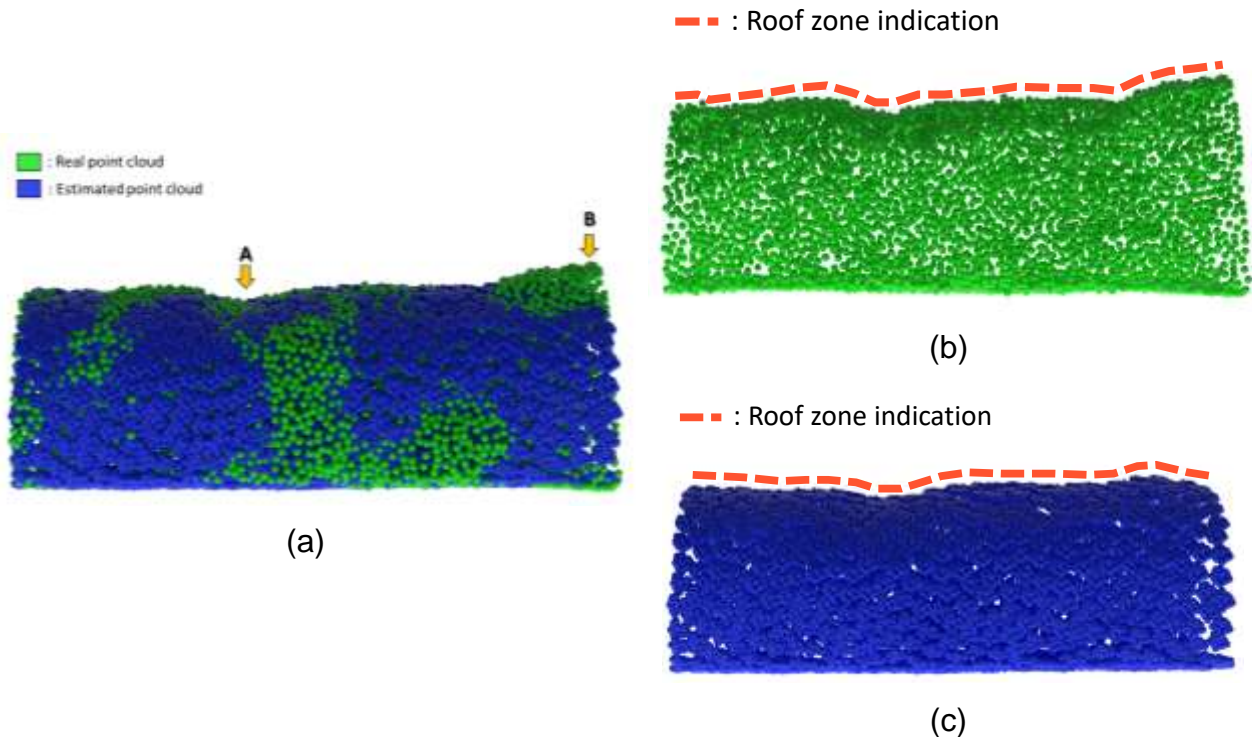 : Real point cloud
: Estimated point cloud
A
B
(a)
: Roof zone indication
(b)
: Roof zone indication
(c)